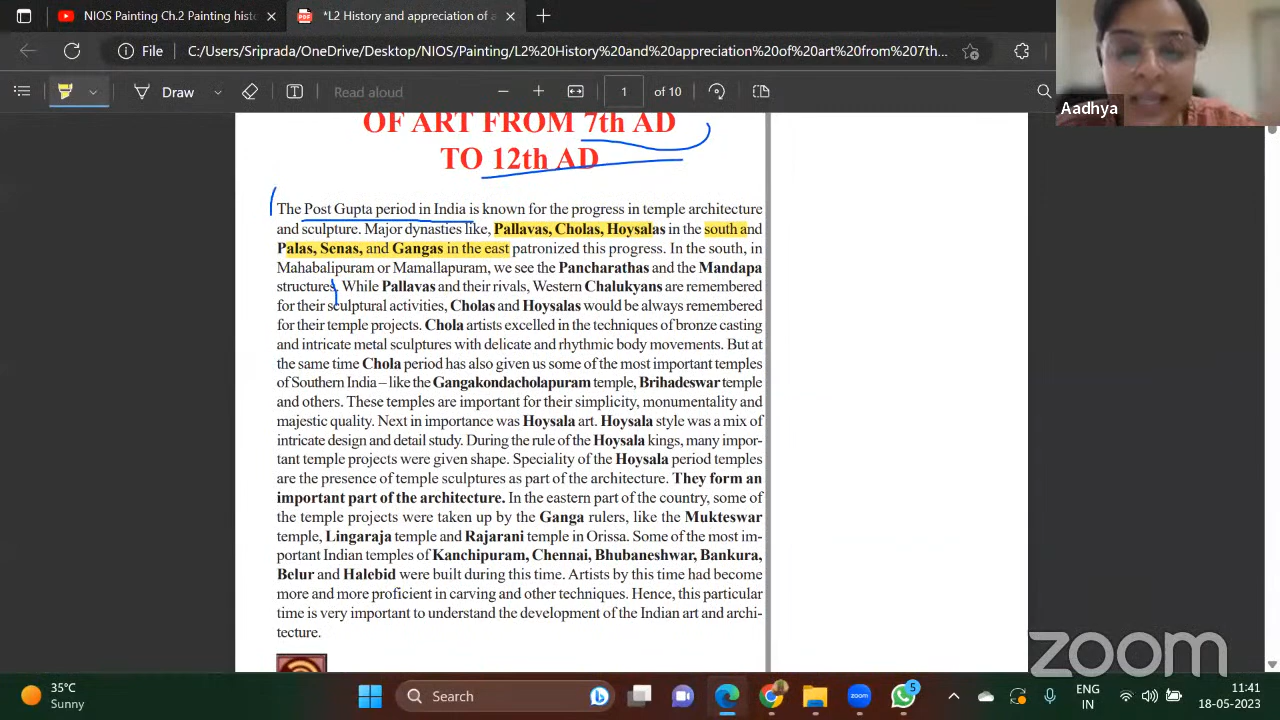 NIOS Painting Ch.2 Painting hist
*L2 History and appreciation of a
File
C:/Users/Sriprada/OneDrive/Desktop/NIOS/Painting/L2%20History%20and%20appreciation%20of%20art%20from%207th...
Draw
Read aloud
1
of 10
Aadhya
OF ART FROM 7th AD
TO 12th AD
The Post Gupta period in India is known for the progress in temple architecture
and sculpture. Major dynasties like, Pallavas, Cholas, Hoysalas in the south and
Palas, Senas, and Gangas in the east patronized this progress. In the south, in
Mahabalipuram or Mamallapuram, we see the Pancharathas and the Mandapa
structures. While Pallavas and their rivals, Western Chalukyans are remembered
for their sculptural activities, Cholas and Hoysalas would be always remembered
for their temple projects. Chola artists excelled in the techniques of bronze casting
and intricate metal sculptures with delicate and rhythmic body movements. But at
the same time Chola period has also given us some of the most important temples
of Southern India – like the Gangakondacholapuram temple, Brihadeswar temple
and others. These temples are important for their simplicity, monumentality and
majestic quality. Next in importance was Hoysala art. Hoysala style was a mix of
intricate design and detail study. During the rule of the Hoysala kings, many impor-
tant temple projects were given shape. Speciality of the Hoysala period temples
are the presence of temple sculptures as part of the architecture. They form an
important part of the architecture. In the eastern part of the country, some of
the temple projects were taken up by the Ganga rulers, like the Mukteswar
temple, Lingaraja temple and Rajarani temple in Orissa. Some of the most im-
portant Indian temples of Kanchipuram, Chennai, Bhubaneshwar, Bankura,
Belur and Halebid were built during this time. Artists by this time had become
more and more proficient in carving and other techniques. Hence, this particular
time is very important to understand the development of the Indian art and archi-
tecture.
zoom
35°C
Sunny
Search
zoom
5
ENG
IN
11:41
18-05-2023